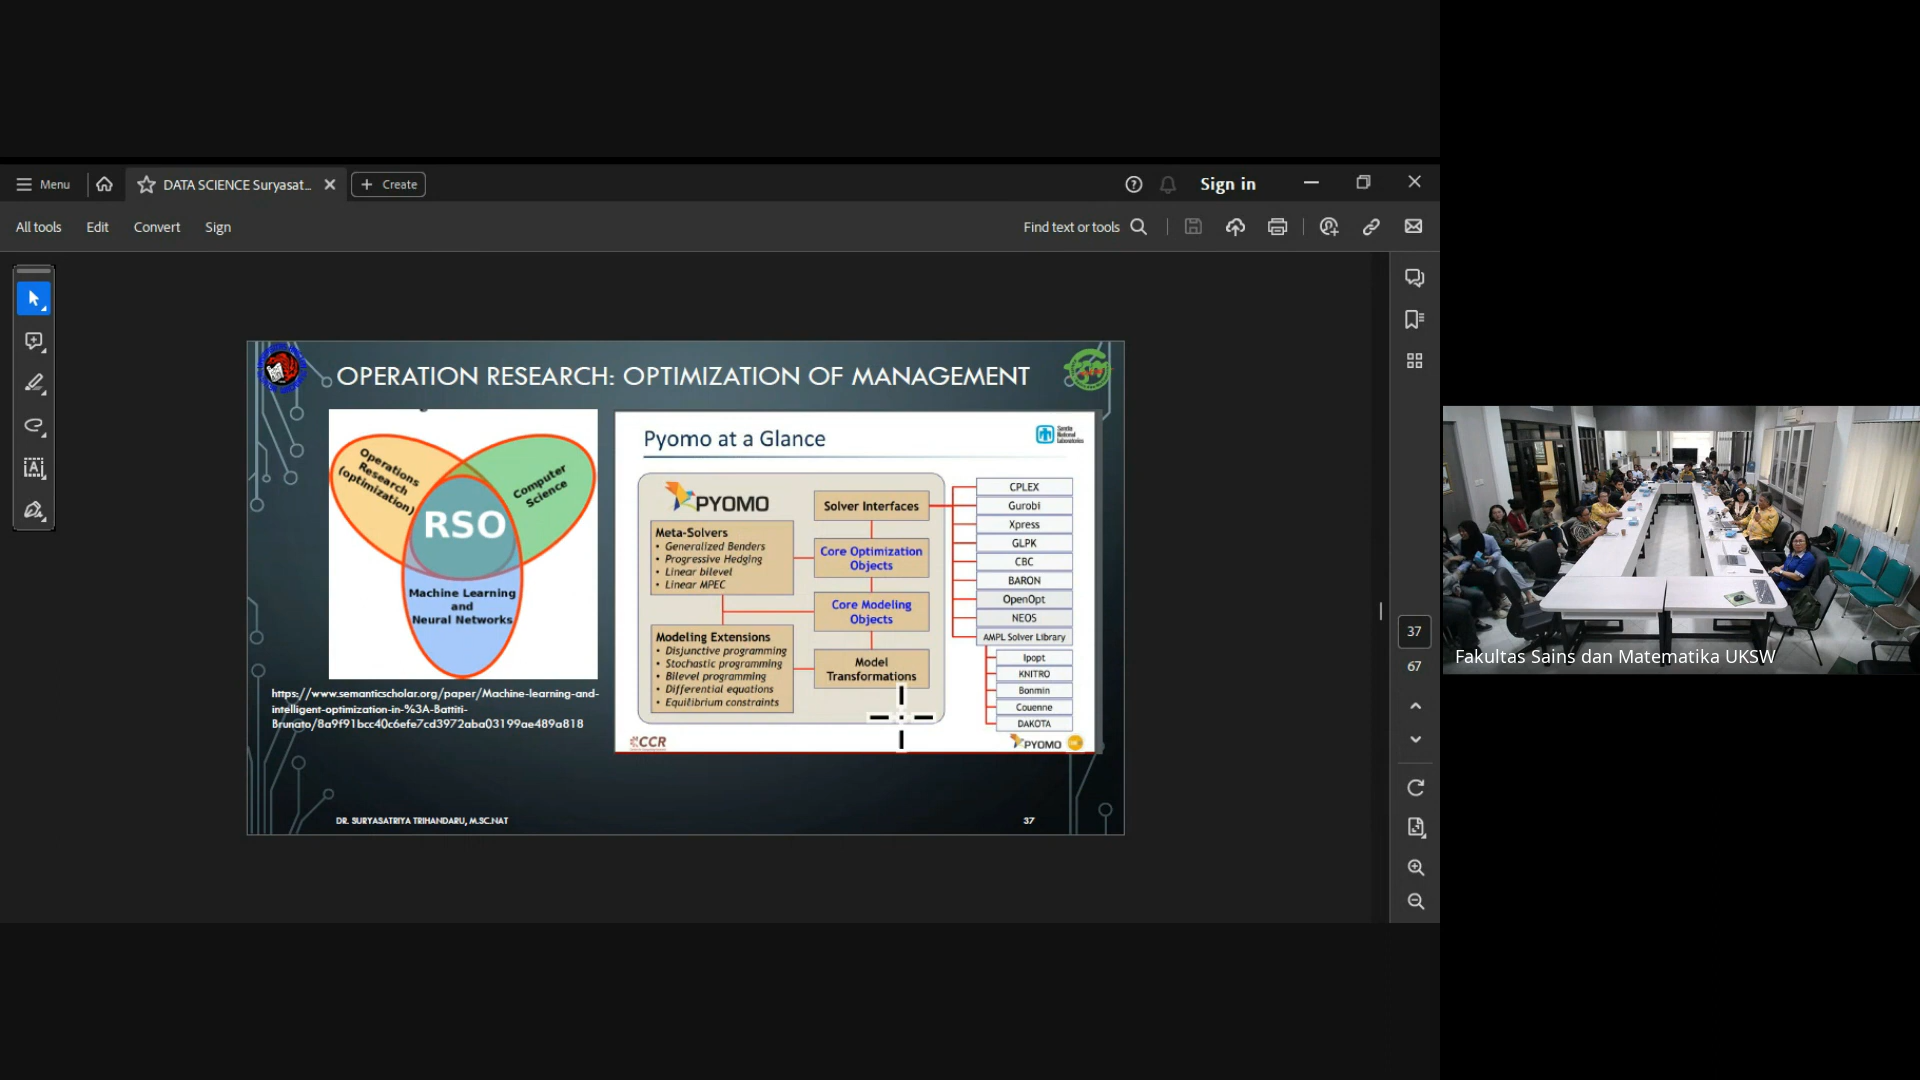 Menu
DATA SCIENCE Suryasat...
Create
Sign in
All tools
Edit
Convert
Sign
Find text or tools
OPERATION RESEARCH: OPTIMIZATION OF MANAGEMENT
Operations
Research
(optimization)
Computer
Science
RSO
Machine Learning
and
Neural Networks
https://www.semanticscholar.org/paper/Machine-learning-and-
intelligent-optimization-in-%3A-Battiti-
Brunato/8a9f91bcc40c6efe7cd3972aba03199ae489a818
Pyomo at a Glance
Sandia
National
Laboratories
PYOMO
Meta-Solvers
• Generalized Benders
• Progressive Hedging
• Linear bilevel
• Linear MPEC
Modeling Extensions
• Disjunctive programming
• Stochastic programming
• Bilevel programming
• Differential equations
• Equilibrium constraints
Solver Interfaces
Core Optimization
Objects
Core Modeling
Objects
Model
Transformations
CPLEX
Gurobi
Xpress
GLPK
CBC
BARON
OpenOpt
NEOS
AMPL Solver Library
Ipopt
KNITRO
Bonmin
Couenne
DAKOTA
CCR
PYOMO
DR. SURYASATRIYA TRIHANDARU, M.SC.NAT
37
37
67
Fakultas Sains dan Matematika UKSW